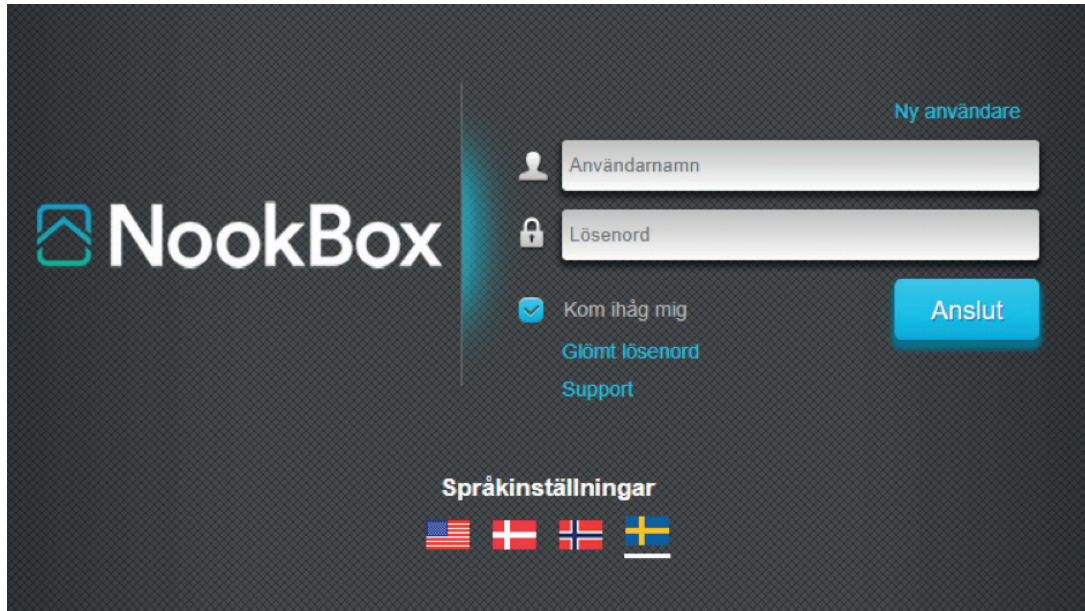 Ny användare
Användarnamn
NookBox
Lösenord
Kom ihåg mig
Anslut
Glömt lösenord
Support
Språkinställningar